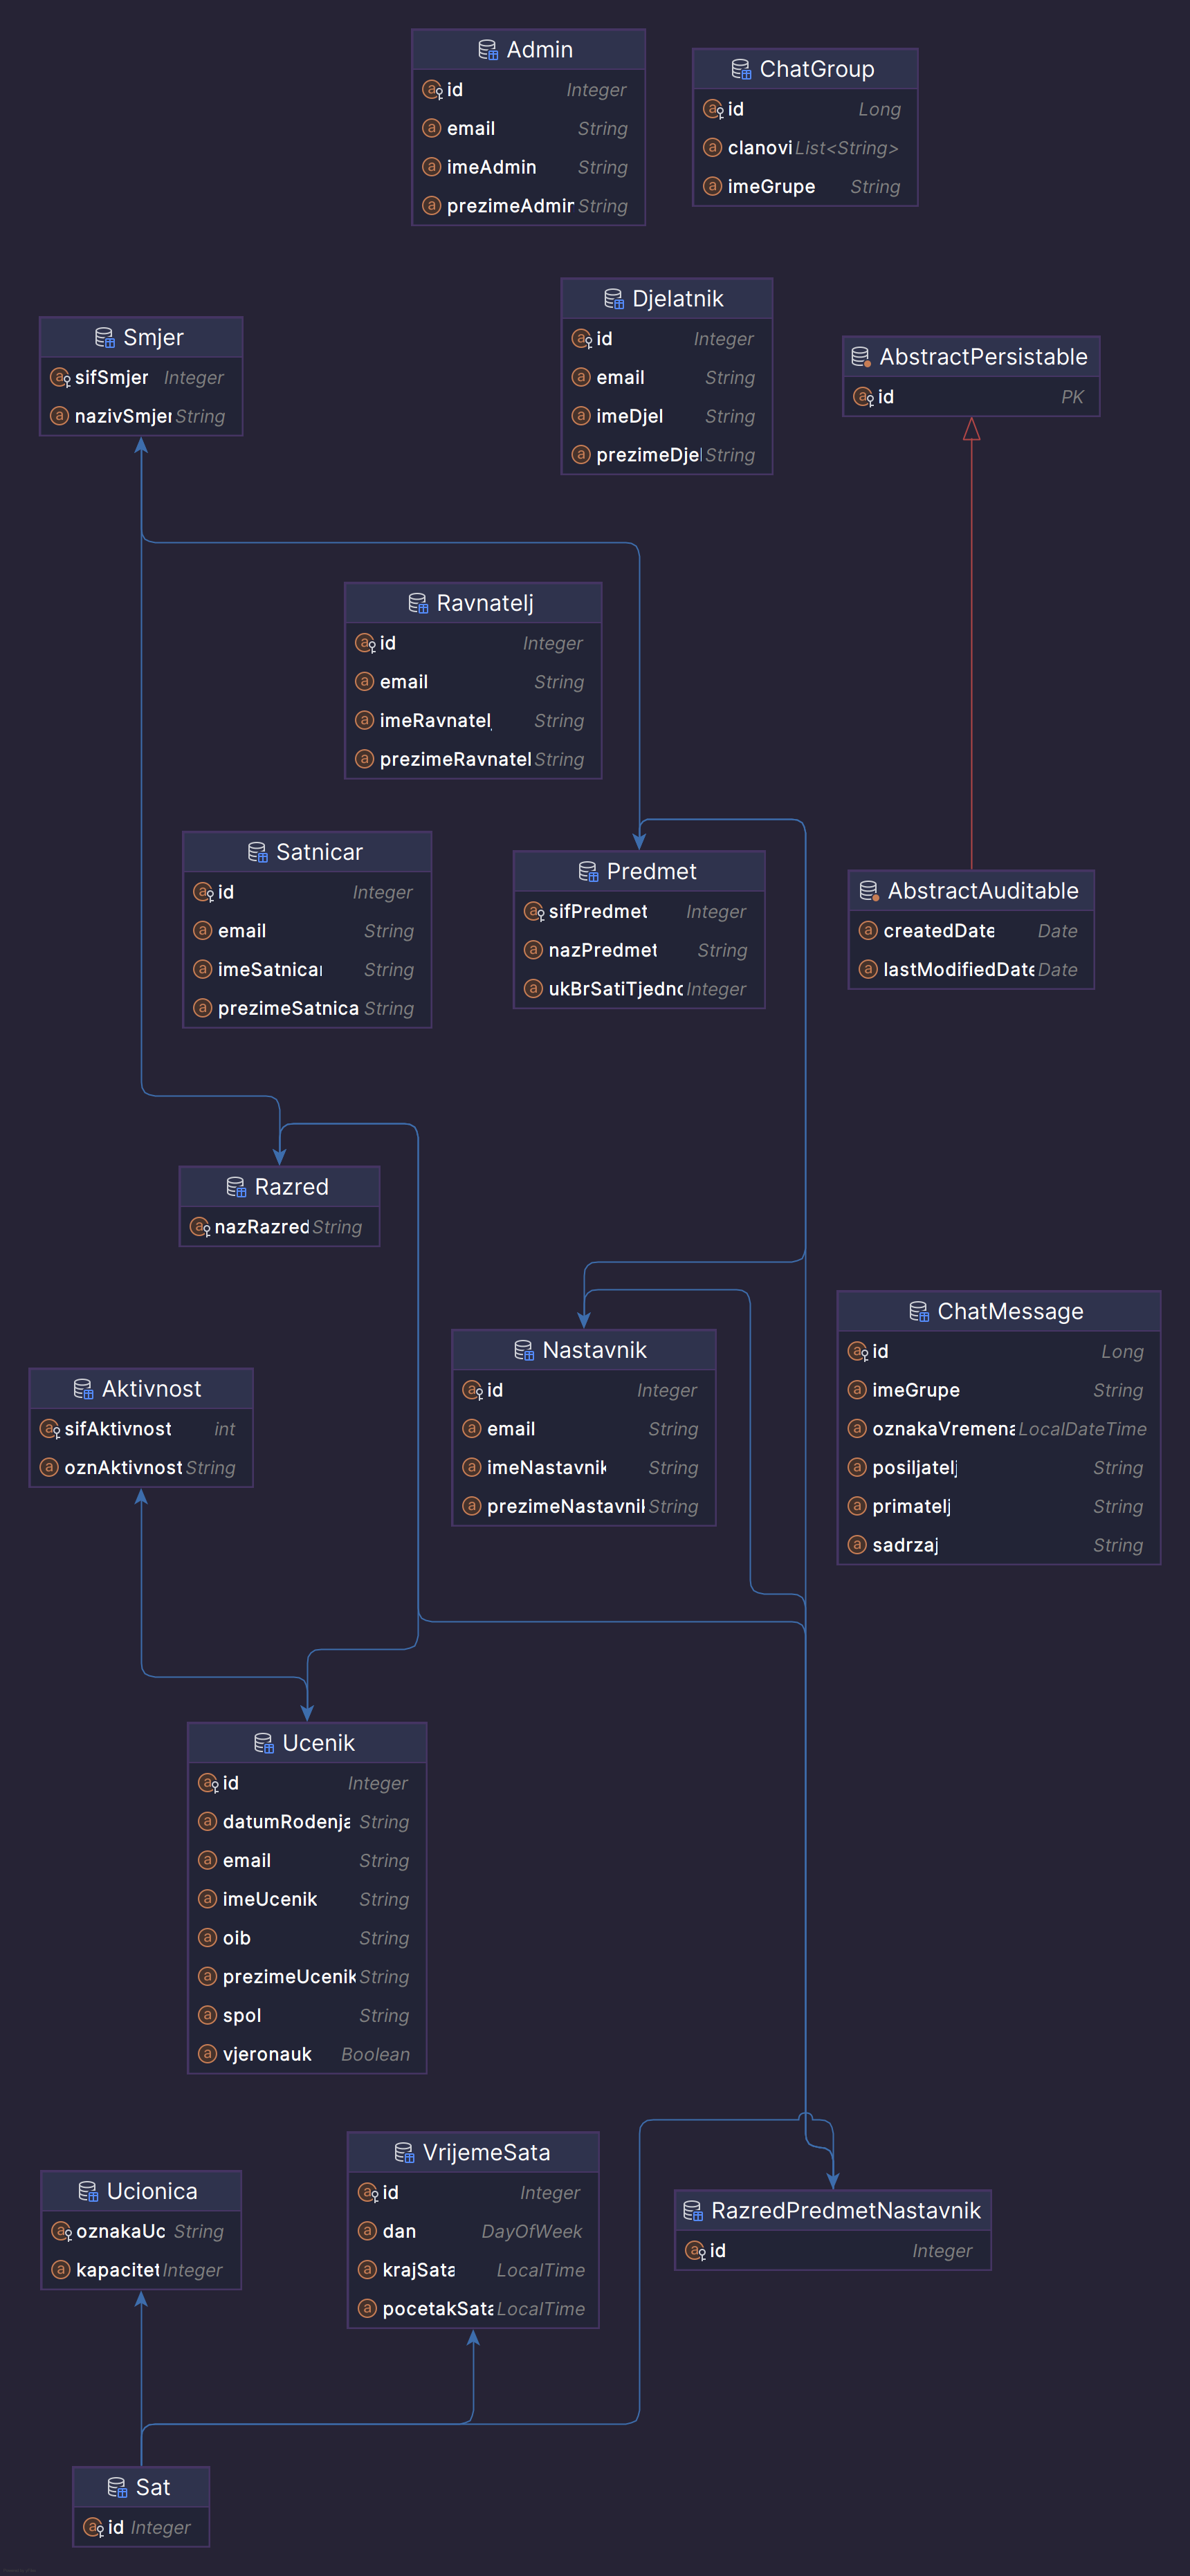 Admin
id Integer
email String
imeAdmin String
prezimeAdmin String
ChatGroup
id Long
clanovi List<String>
imeGrupe String
Djelatnik
id Integer
email String
imeDjel String
prezimeDjel String
Smjer
sifSmjer Integer
nazivSmjer String
AbstractPersistable
id PK
Ravnatelj
id Integer
email String
imeRavnatelj String
prezimeRavnatel String
Satnicar
id Integer
email String
imeSatnicar String
prezimeSatnica String
Predmet
sifPredmet Integer
nazPredmet String
ukBrSatiTjedno Integer
AbstractAuditable
createdDate Date
lastModifiedDate Date
Razred
nazRazred String
ChatMessage
id Long
imeGrupe String
oznakaVremena LocalDateTime
posiljatelj String
primatelj String
sadrzaj String
Nastavnik
id Integer
email String
imeNastavnik String
prezimeNastavnik String
Aktivnost
sifAktivnost int
oznAktivnost String
Ucenik
id Integer
datumRodenja String
email String
imeUcenik String
oib String
prezimeUcenik String
spol String
vjeronauk Boolean
VrijemeSata
id Integer
dan DayOfWeek
krajSata LocalTime
pocetakSata LocalTime
Ucionica
oznakaUc String
kapacitet Integer
RazredPredmetNastavnik
id Integer
Sat
id Integer